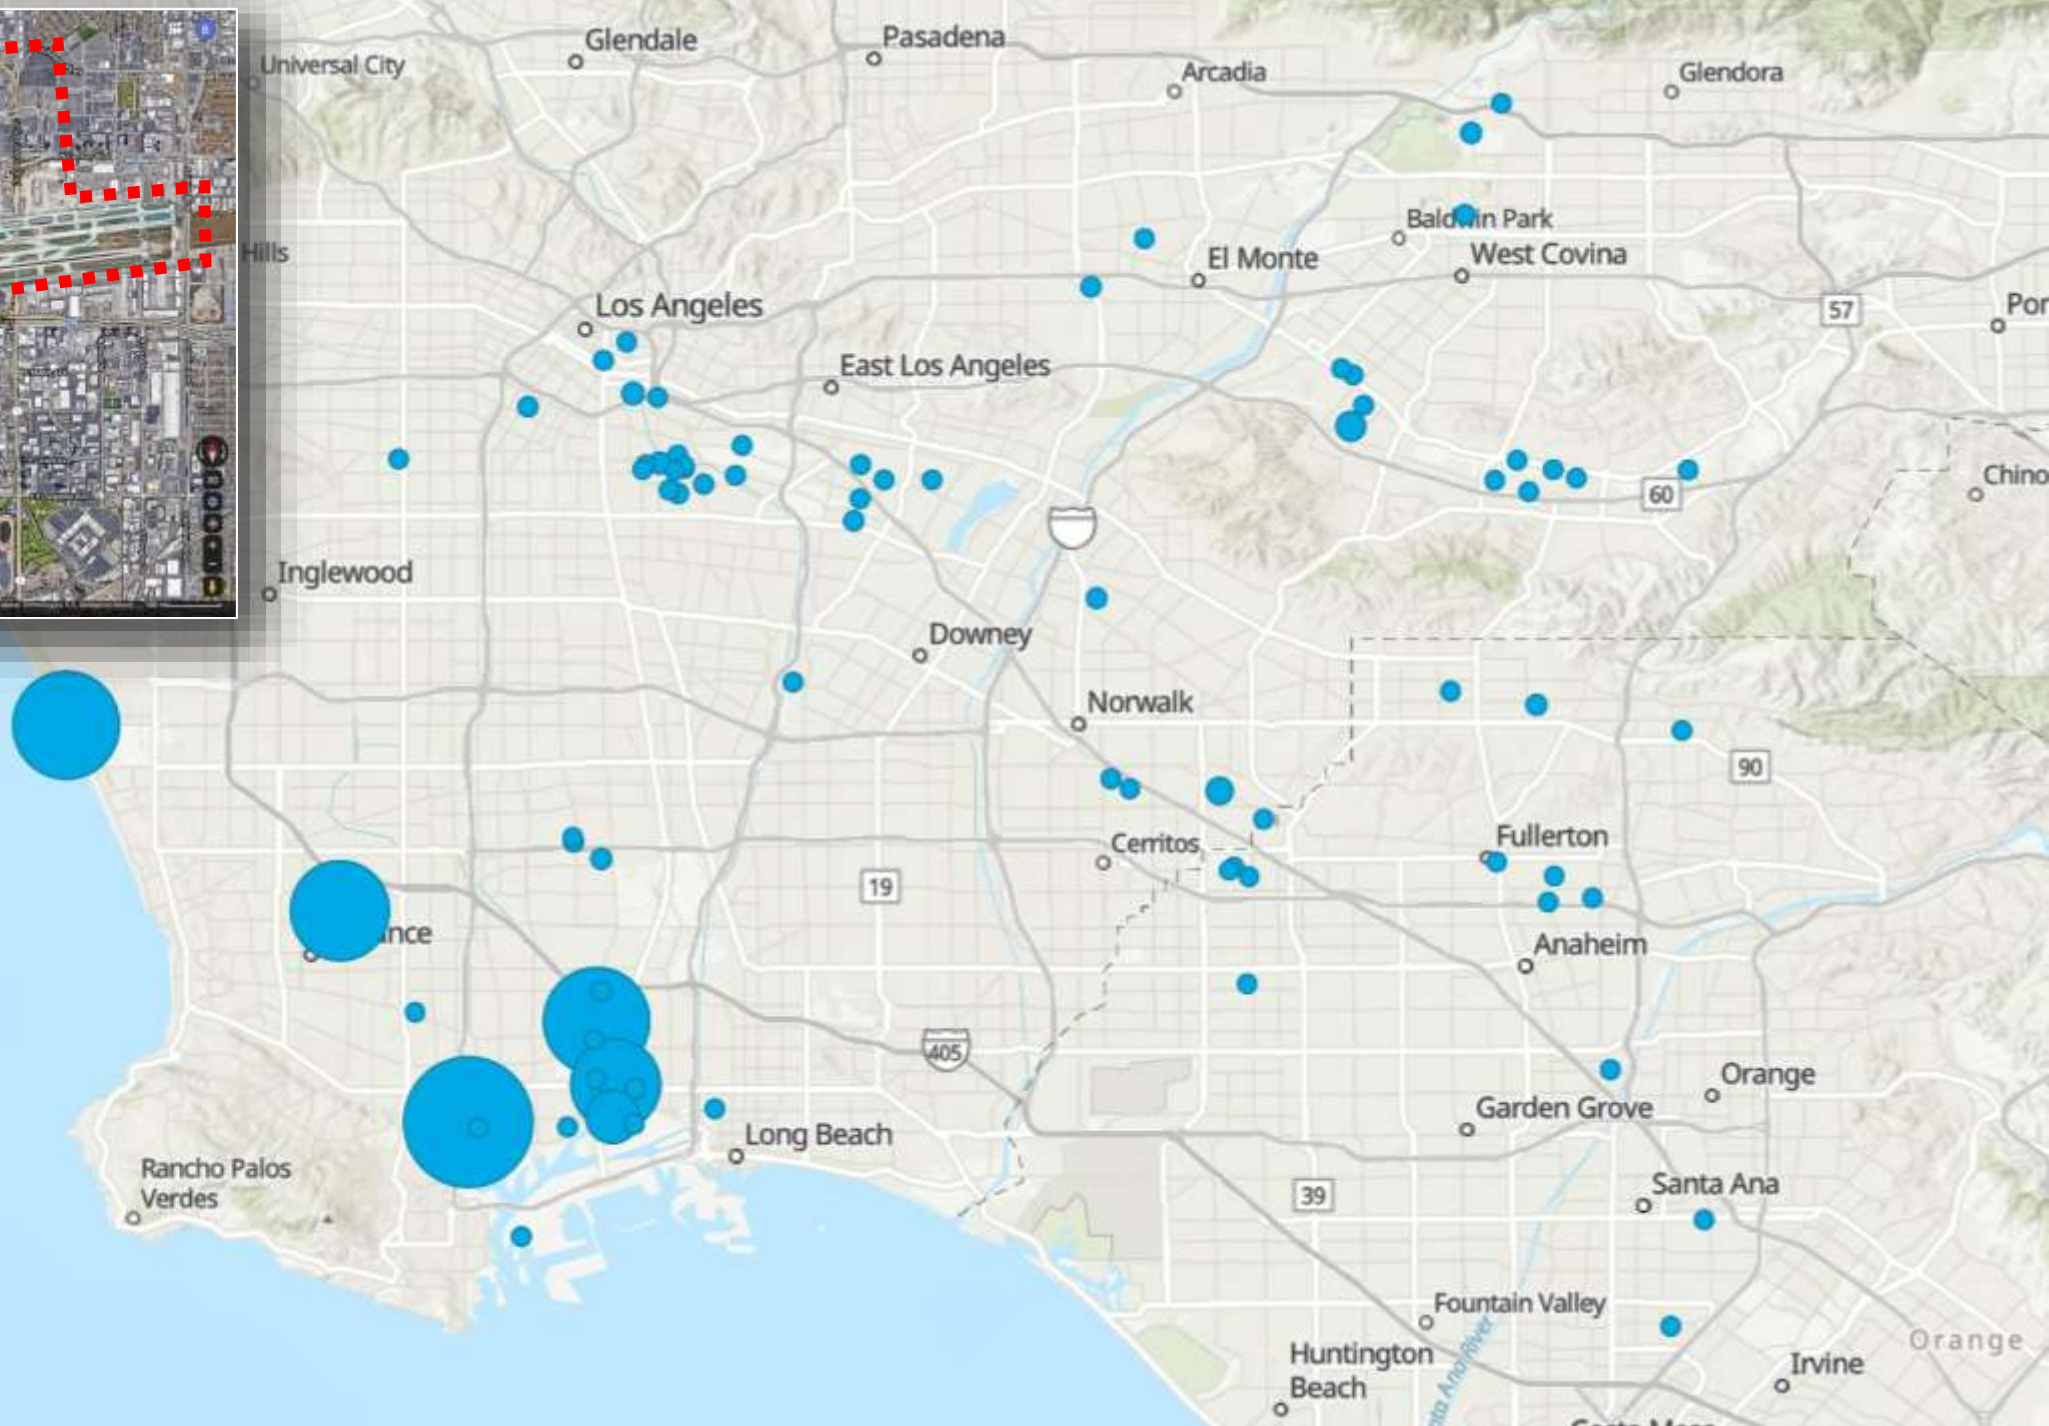 Glendale
Pasadena
Universal City
Arcadia
Glendora
Baldwin Park
Hills
El Monte
West Covina
Los Angeles
57
East Los Angeles
Chino
60
Inglewood
Downey
Norwalk
90
Cerritos
Fullerton
19
Anaheim
405
Orange
Garden Grove
Long Beach
Rancho Palos
Verdes
Santa Ana
39
Fountain Valley
Orange
Huntington
Beach
Irvine